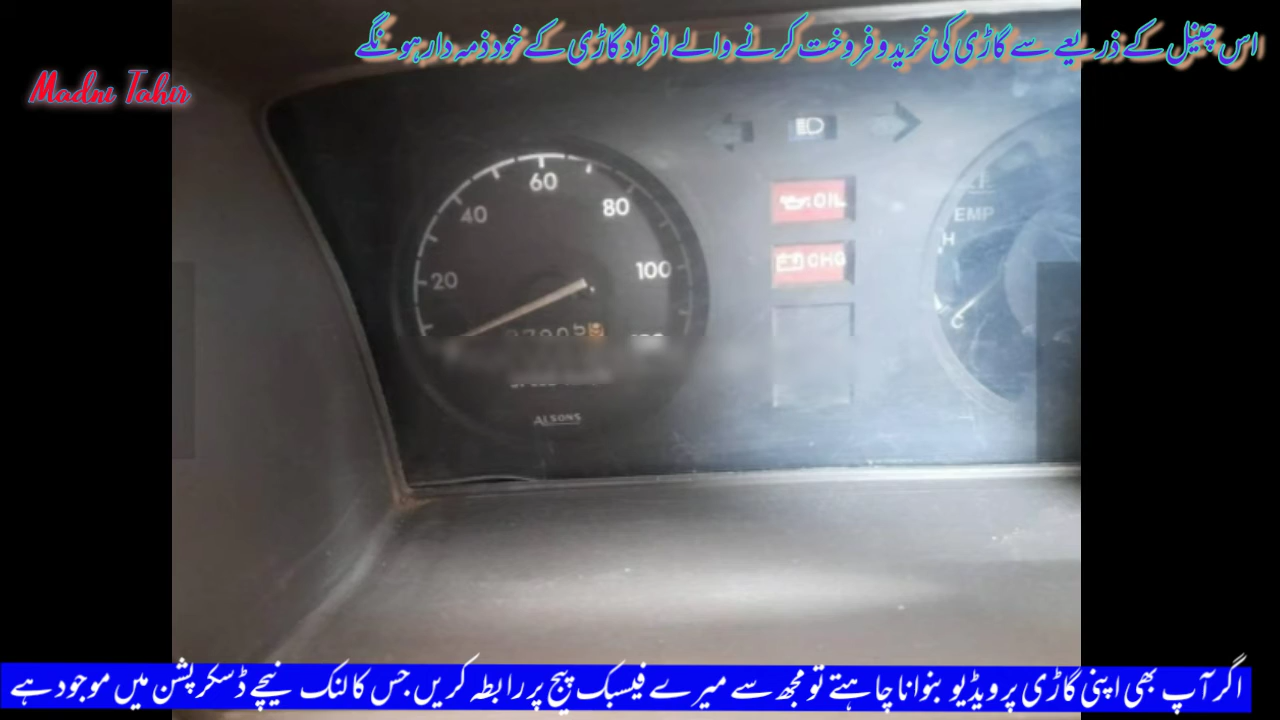 اس چینل کے ذریعے سے گاڑی کی خرید و فروخت کرنے والے افراد گاڑی کے خود ذمہ دار ہونگے
Madni Tahir
60
40
80
20
100
OIL
CHG
EMP
H
C
ALSONS
اگر آپ بھی اپنی گاڑی پر ویڈیو بنوانا چاہتے تو مجھ سے میرے فیسبک پیج پر رابطہ کریں جس کا لنک نیچے ڈسکرپشن میں موجود ہے